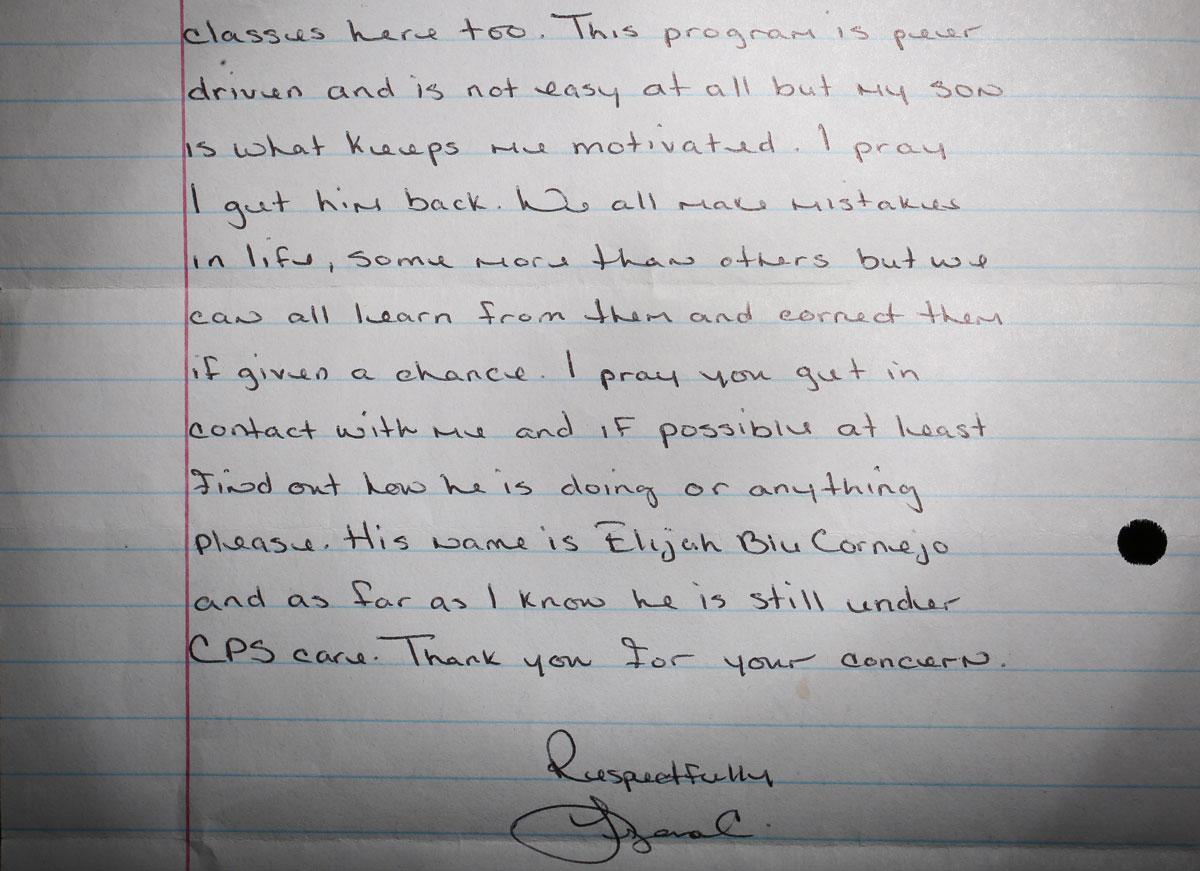 classes here too. This program is peer
driven and is not easy at all but my son
is what keeps me motivated. I pray
I get him back. We all make mistakes
in life, some more than others but we
can all learn from them and correct them
if given a chance. I pray you get in
contact with me and if possible at least
find out how he is doing or anything
please. His name is Elijah Cornejo
and as far as I know he is still under
CPS care. Thank you for your concern.
Respectfully